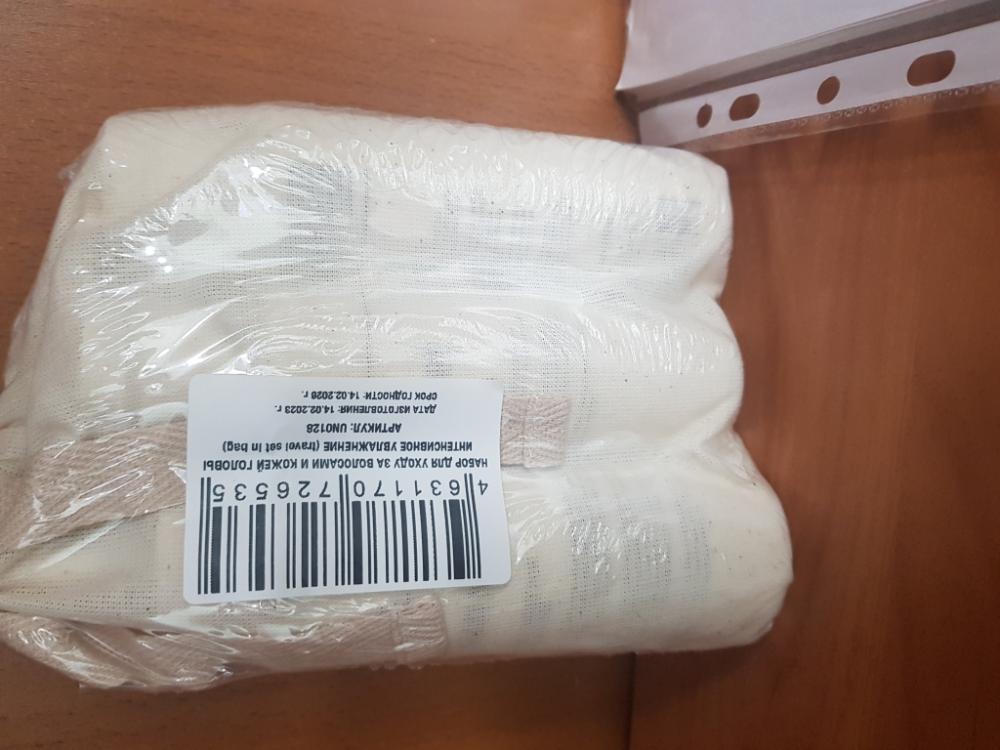 4 631170 726535
НАБОР ДЛЯ УХОДУ ЗА ВОЛОСАМИ И КОЖЕЙ ГОЛОВЫ
ИНТЕНСИВНОЕ УВЛАЖНЕНИЕ (travel set in bag)
АРТИКУЛ: UN0128
ДАТА ИЗГОТОВЛЕНИЯ: 14.02.2023 г.
СРОК ГОДНОСТИ: 14.02.2026 г.